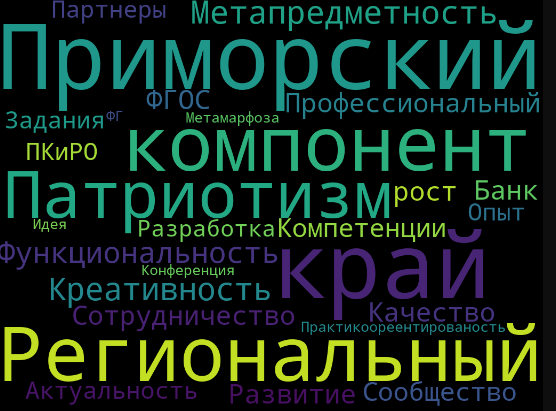 Партнеры Метапредметность
Приморский
ФГОС Профессиональный
Задания ФГ Метаморфоза
ПКиРО компонент
Патриотизм рост Банк
Опыт
Идея Разработка Компетенции
Функциональность край
Конференция
Креативность
Сотрудничество Качество
Практикоореентированость
Региональный
Актуальность Развитие Сообщество